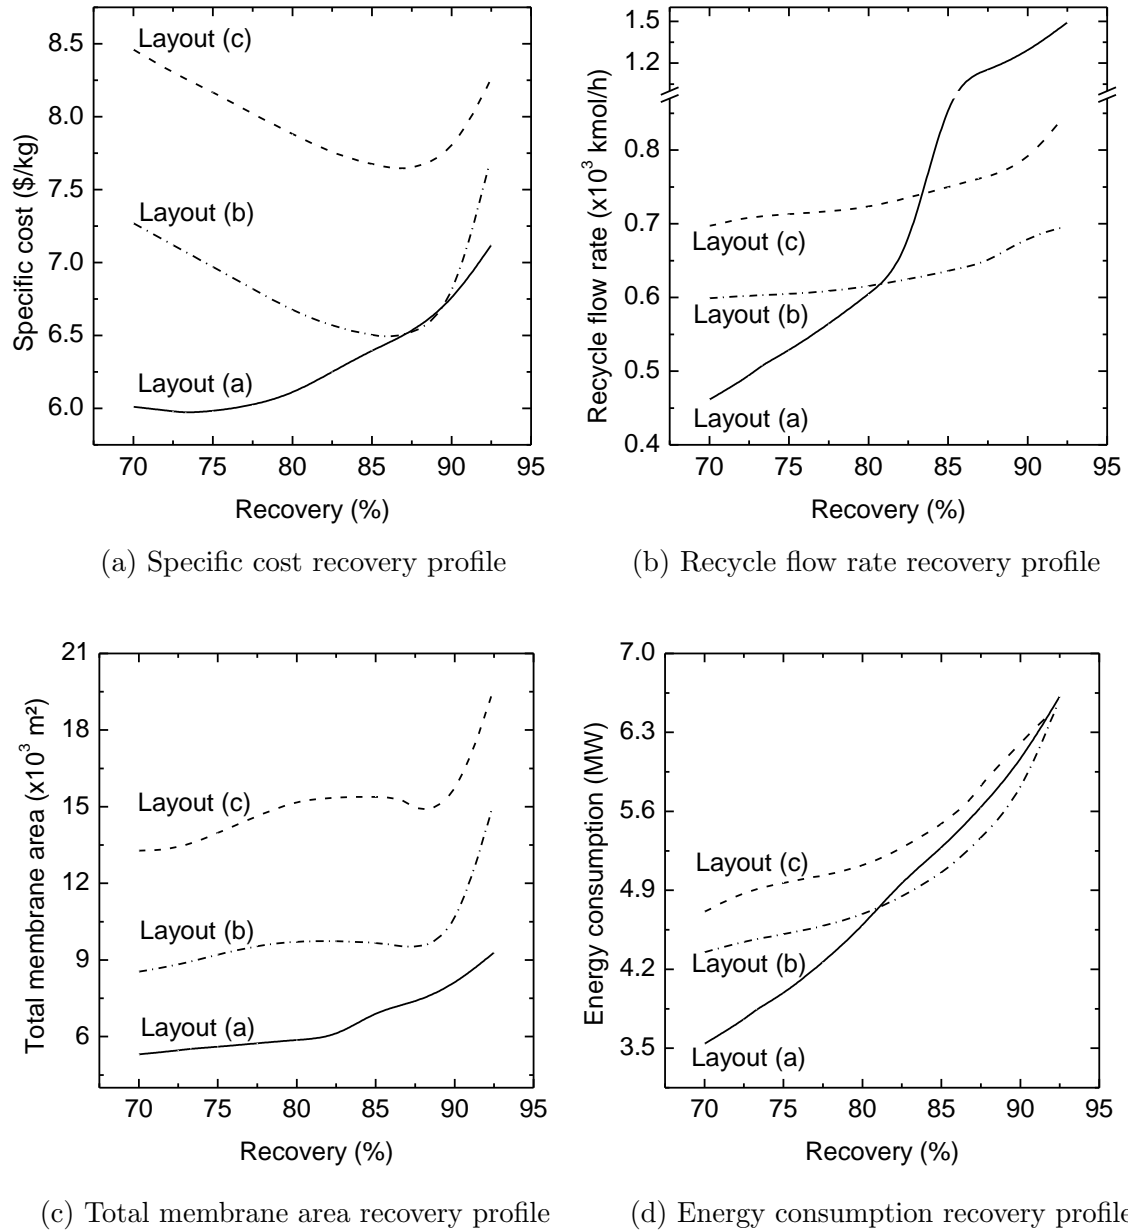 8.5
8.0
7.5
7.0
6.5
6.0
Specific cost ($/kg)
Layout (c)
Layout (b)
Layout (a)
70 75 80 85 90 95
Recovery (%)
(a) Specific cost recovery profile
1.5
1.2
0.8
0.7
0.6
0.5
0.4
Recycle flow rate (x10³ kmol/h)
Layout (c)
Layout (b)
Layout (a)
70 75 80 85 90 95
Recovery (%)
(b) Recycle flow rate recovery profile
21
18
15
12
9
6
Total membrane area (x10³ m²)
Layout (c)
Layout (b)
Layout (a)
70 75 80 85 90 95
Recovery (%)
(c) Total membrane area recovery profile
7.0
6.3
5.6
4.9
4.2
3.5
Energy consumption (MW)
Layout (c)
Layout (b)
Layout (a)
70 75 80 85 90 95
Recovery (%)
(d) Energy consumption recovery profile